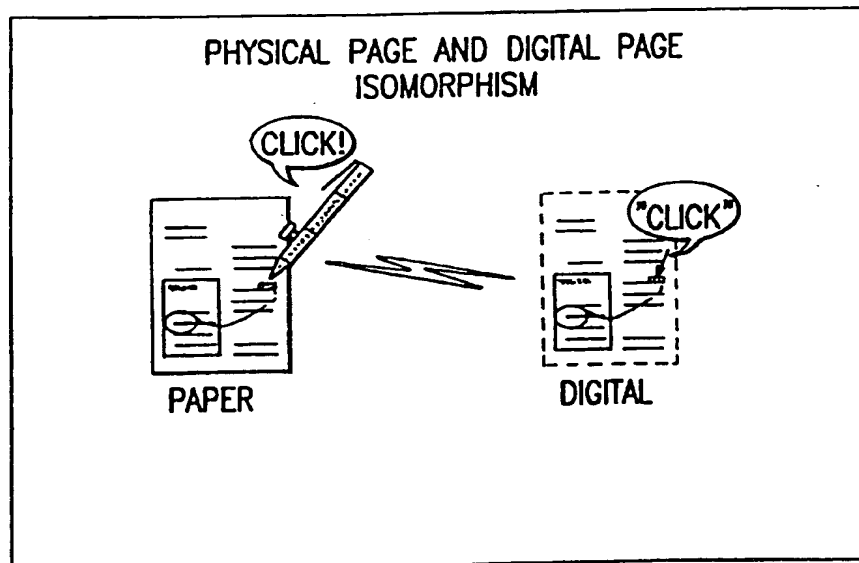 PHYSICAL PAGE AND DIGITAL PAGE
ISOMORPHISM
CLICK!
"CLICK"
PAPER
DIGITAL